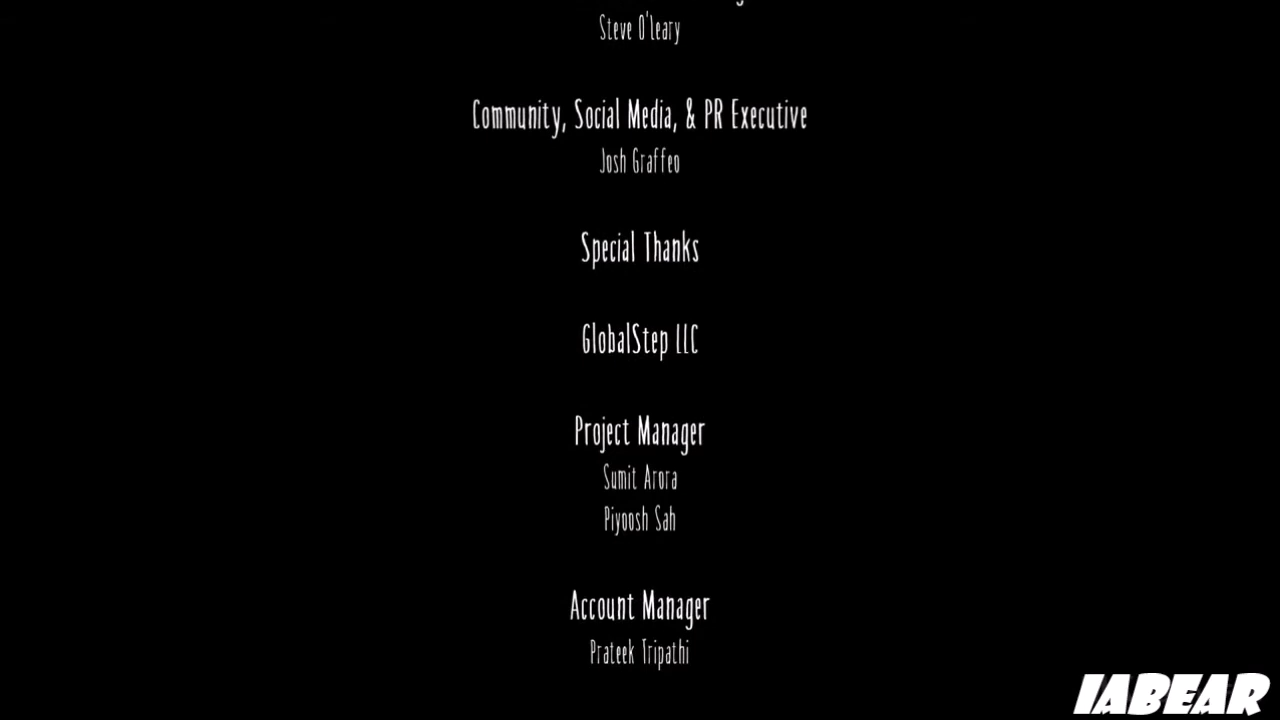 Steve O'leary
Community, Social Media, & PR Executive
Josh Graffeo
Special Thanks
GlobalStep LLC
Project Manager
Sumit Arora
Piyoosh Sah
Account Manager
Prateek Tripathi
IABEAR